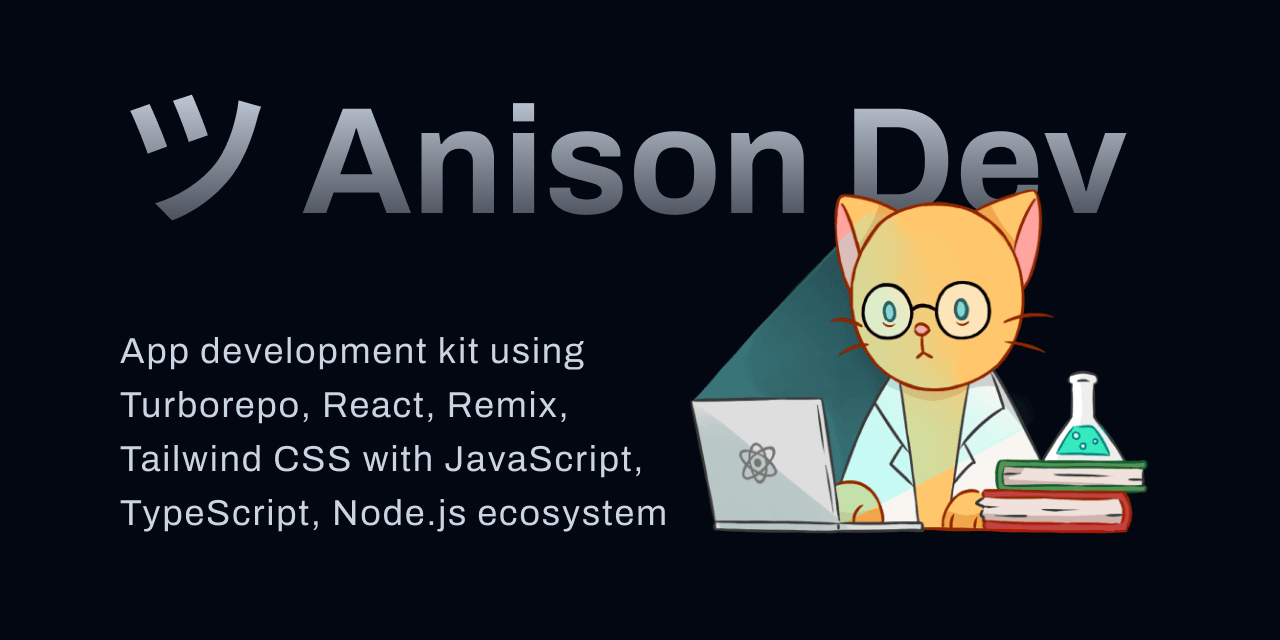 ツ Anison Dev
App development kit using
Turborepo, React, Remix,
Tailwind CSS with JavaScript,
TypeScript, Node.js ecosystem